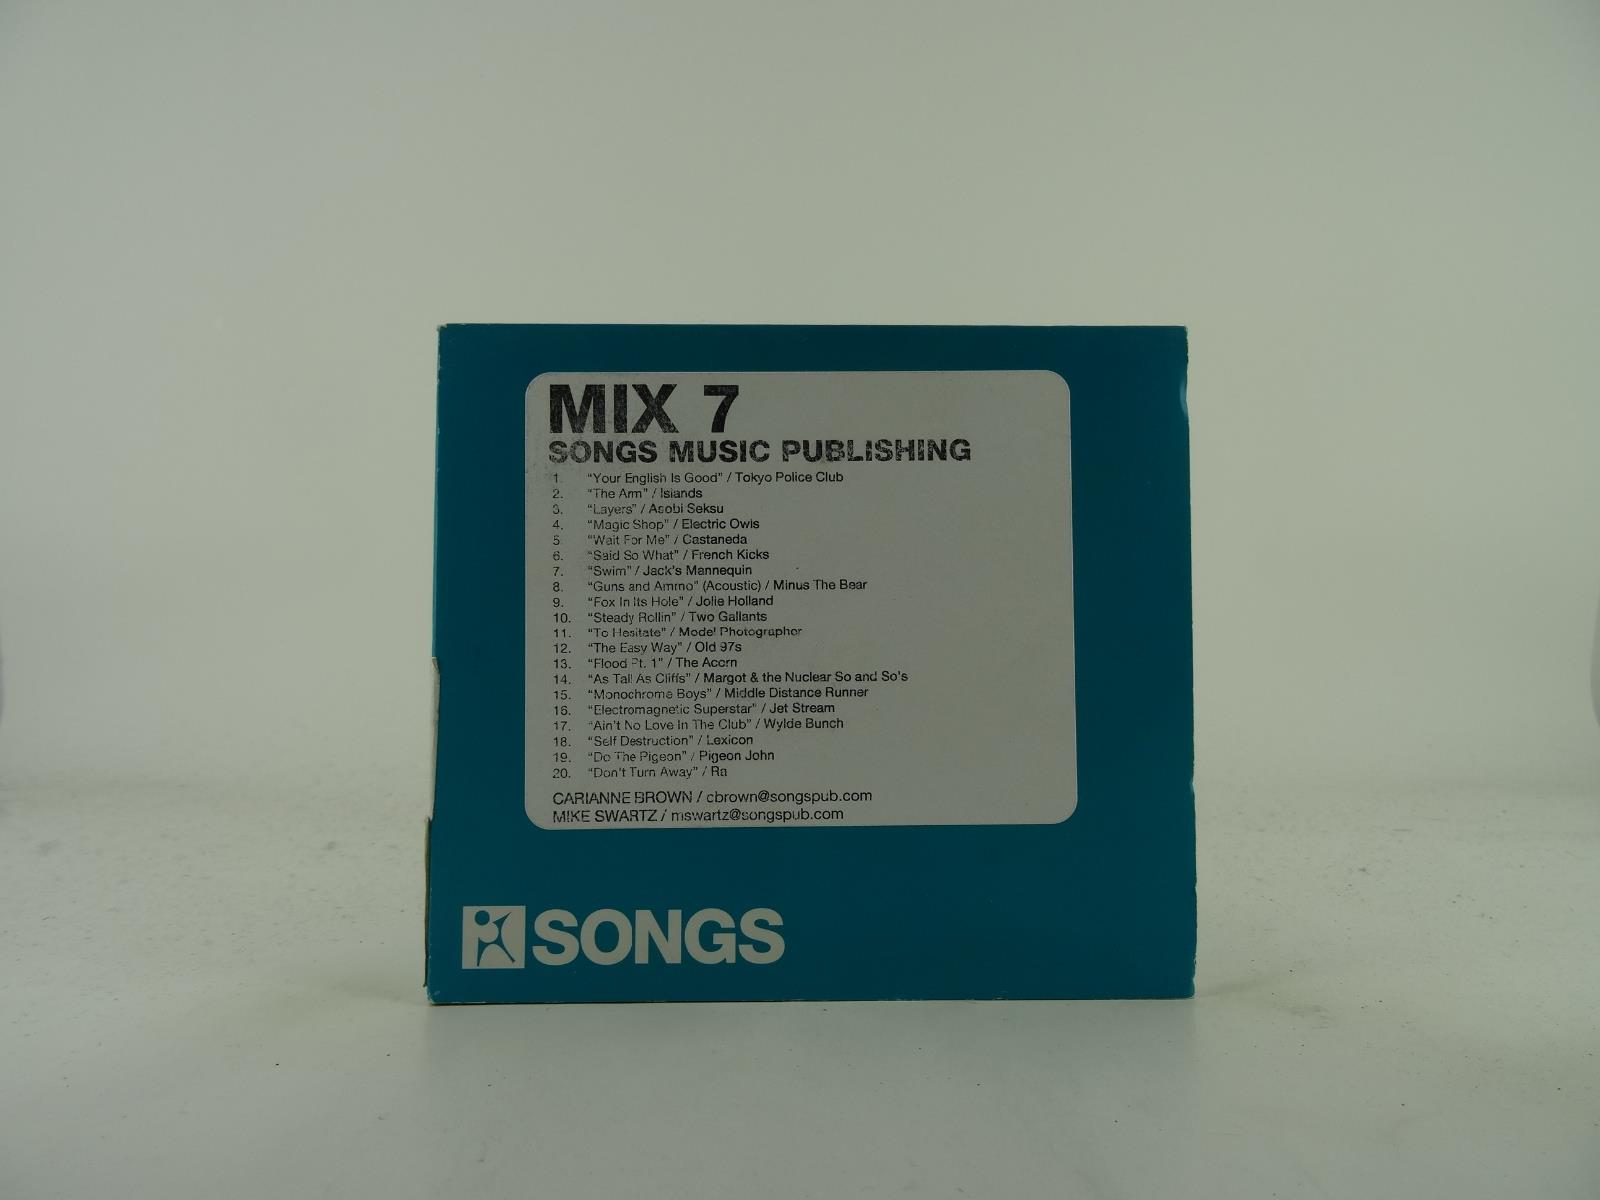 MIX 7
SONGS MUSIC PUBLISHING
1. "Your English Is Good" / Tokyo Police Club
2. "The Arm" / Islands
3. "Layers" / Asobi Seksu
4. "Magic Shop" / Electric Owls
5. "Wait For Me" / Castaneda
6. "Said So What" / French Kicks
7. "Swim" / Jack's Mannequin
8. "Guns and Ammo" (Acoustic) / Minus The Bear
9. "Fox In Its Hole" / Jolie Holland
10. "Steady Rollin" / Two Gallants
11. "To Hesitate" / Model Photographer
12. "The Easy Way" / Old 97s
13. "Flood Pt. 1" / The Acorn
14. "As Tall As Cliffs" / Margot & the Nuclear So and So's
15. "Monochrome Boys" / Middle Distance Runner
16. "Electromagnetic Superstar" / Jet Stream
17. "Ain't No Love In The Club" / Wylde Bunch
18. "Self Destruction" / Lexicon
19. "Do The Pigeon" / Pigeon John
20. "Don't Turn Away" / Ra
CARIANNE BROWN / cbrown@songspub.com
MIKE SWARTZ / mswartz@songspub.com
SONGS